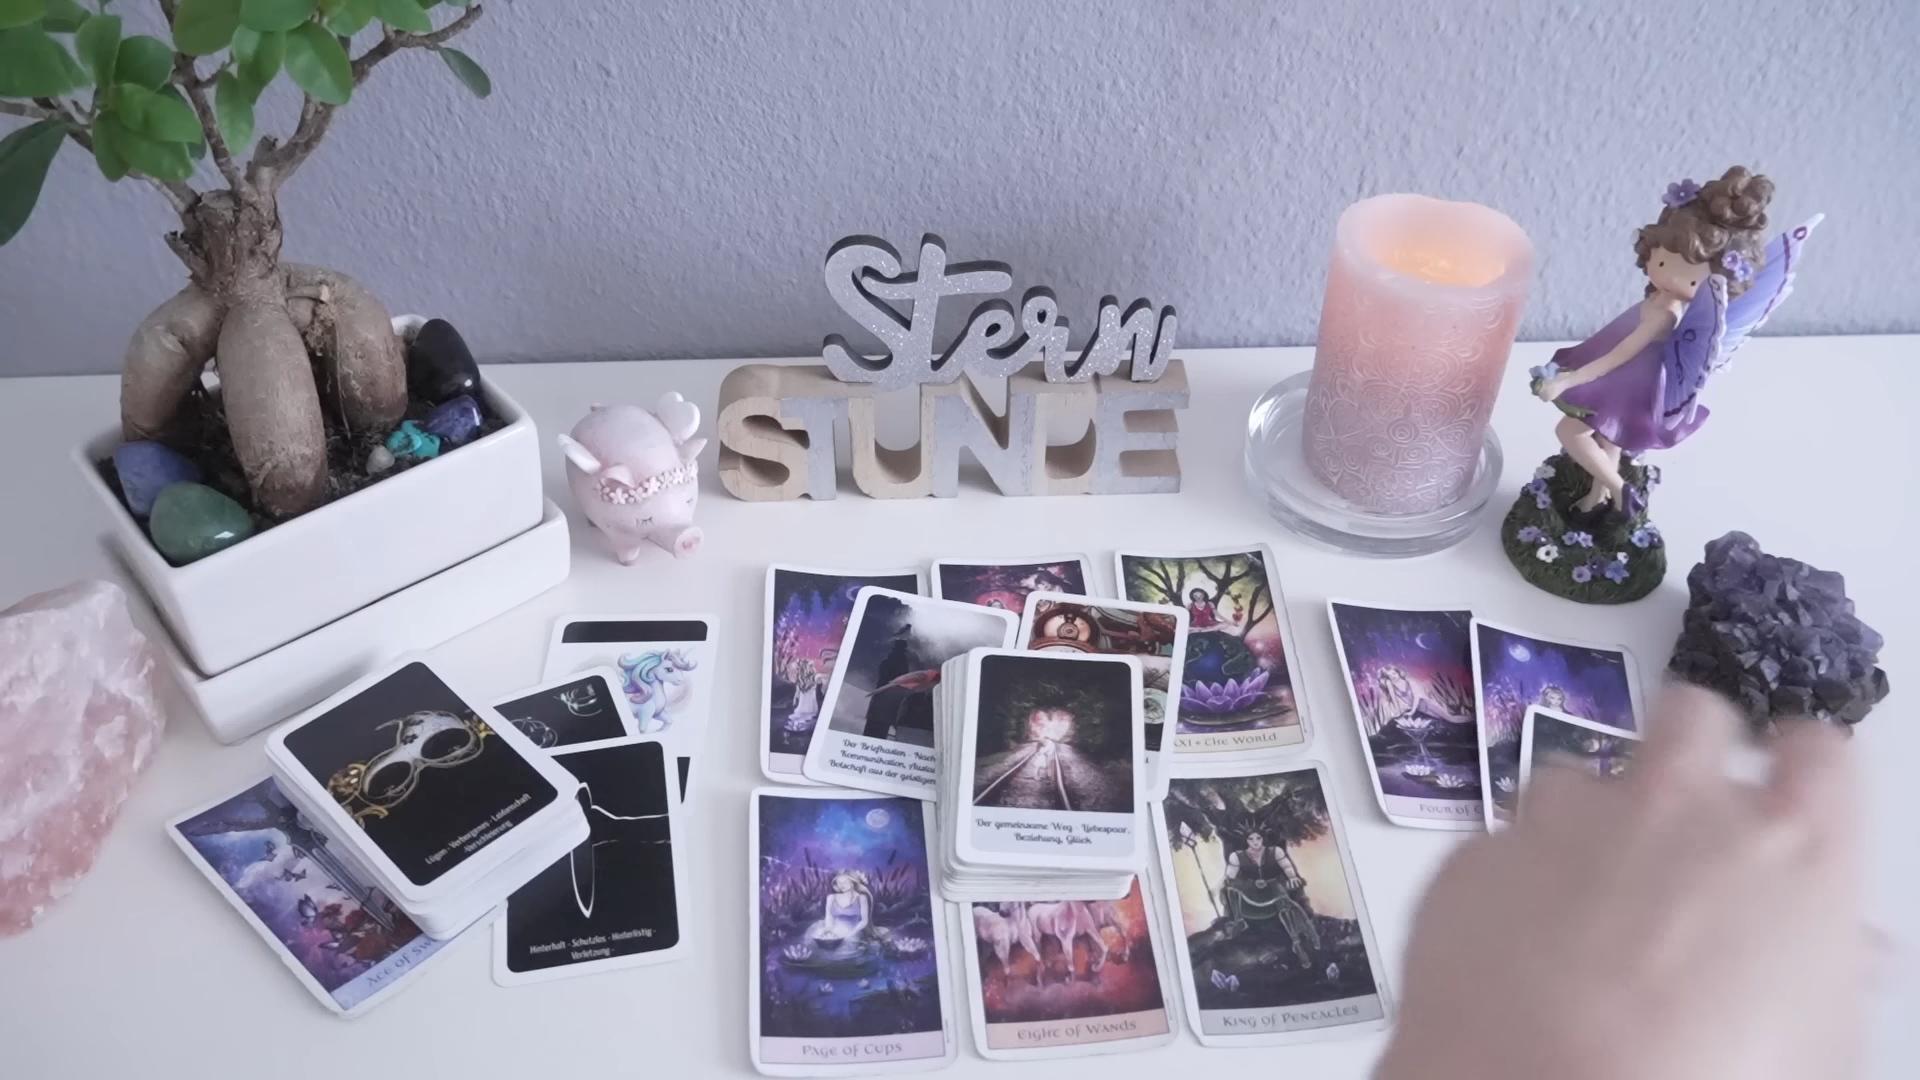 Stern
STUNDE
XXI • The World
Der Briefkasten - Nach
Kommunikation, Austau
Botschaft aus der geistigen
Der gemeinsame Weg - Liebespaar,
Beziehung, Glück
Four of C
Lügen - Verborgenes - Leidenschaft
-Verschleierung
Ace of Sw
Hinterhalt - Schutzlos - Hinterlistig -
Verletzung -
Page of Cups
Eight of Wands
King of Pentacles